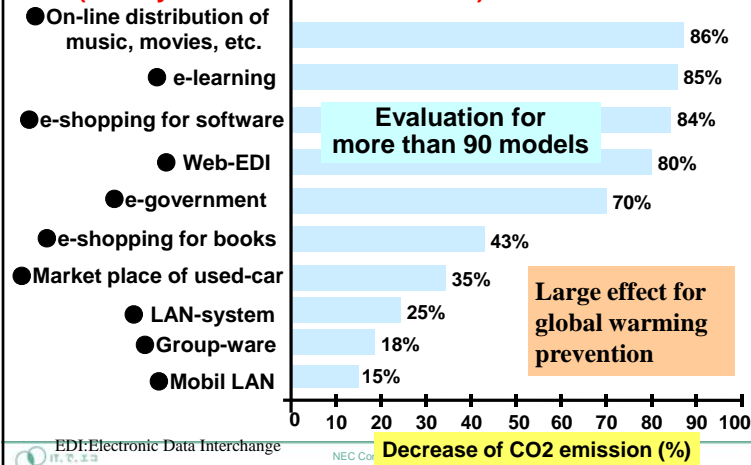 ●On-line distribution of
music, movies, etc.
86%
● e-learning
85%
●e-shopping for software
84%
Evaluation for
more than 90 models
● Web-EDI
80%
●e-government
70%
●e-shopping for books
43%
●Market place of used-car
35%
Large effect for
global warming
prevention
● LAN-system
25%
●Group-ware
18%
●Mobil LAN
15%
0 10 20 30 40 50 60 70 80 90 100
EDI:Electronic Data Interchange
NEC
Decrease of CO2 emission (%)